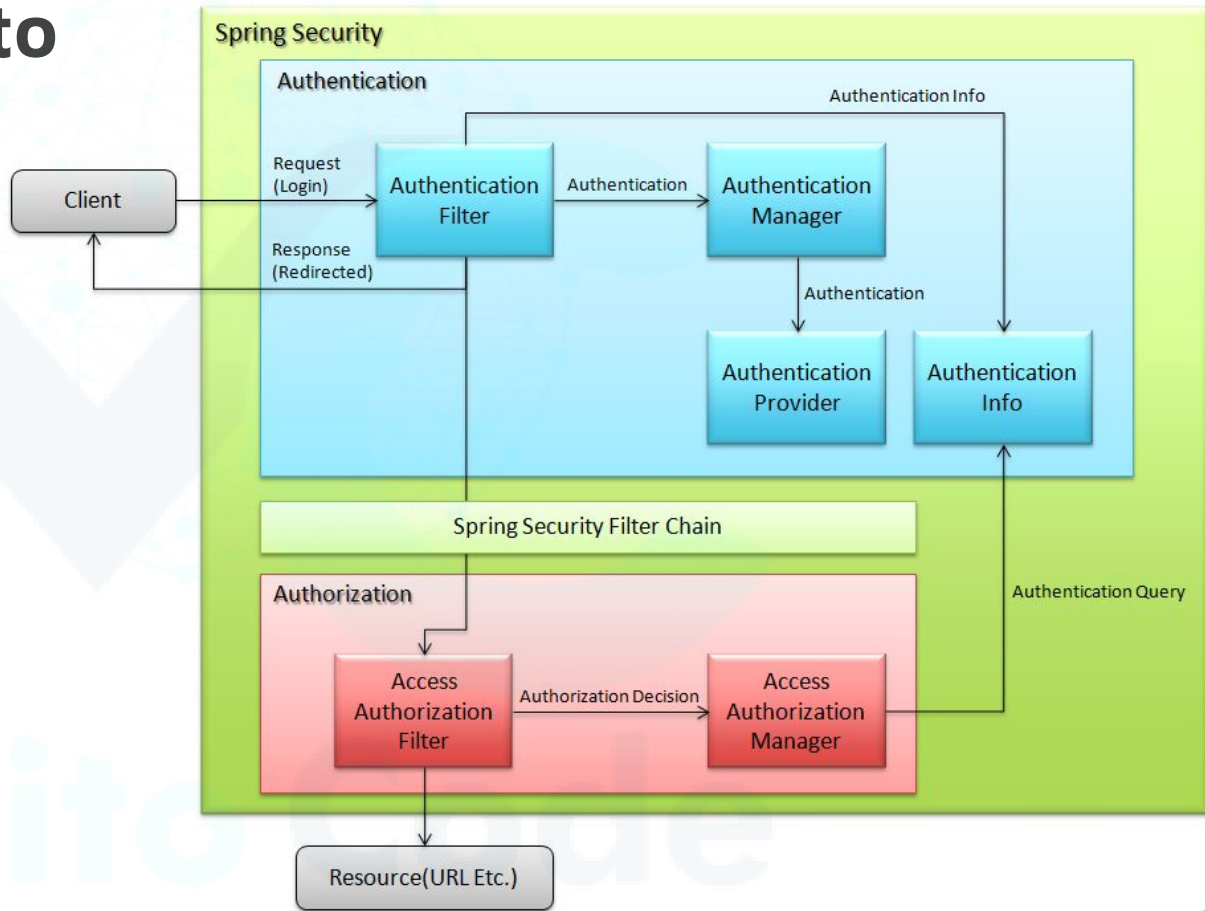 to
Spring Security
Authentication
Authentication Info
Request
(Login)
Client
Authentication
Filter
Authentication
Authentication
Manager
Response
(Redirected)
Authentication
Authentication
Provider
Authentication
Info
Spring Security Filter Chain
Authorization
Authentication Query
Access
Authorization
Filter
Authorization Decision
Access
Authorization
Manager
ito Code
Resource(URL Etc.)